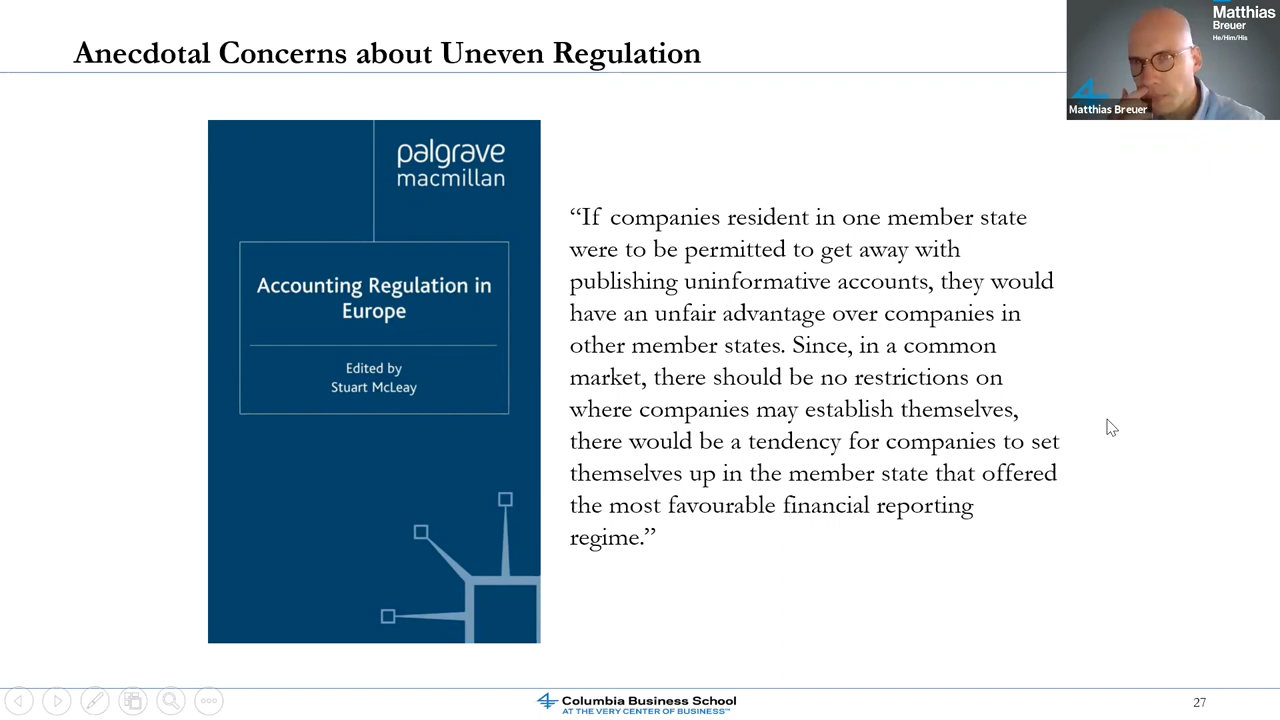 Anecdotal Concerns about Uneven Regulation
Matthias
Breuer
He/Him/His
Matthias Breuer
palgrave
macmillan
Accounting Regulation in
Europe
Edited by
Stuart McLeay
“If companies resident in one member state
were to be permitted to get away with
publishing uninformative accounts, they would
have an unfair advantage over companies in
other member states. Since, in a common
market, there should be no restrictions on
where companies may establish themselves,
there would be a tendency for companies to set
themselves up in the member state that offered
the most favourable financial reporting
regime.”
Columbia Business School
AT THE VERY CENTER OF BUSINESS™
27